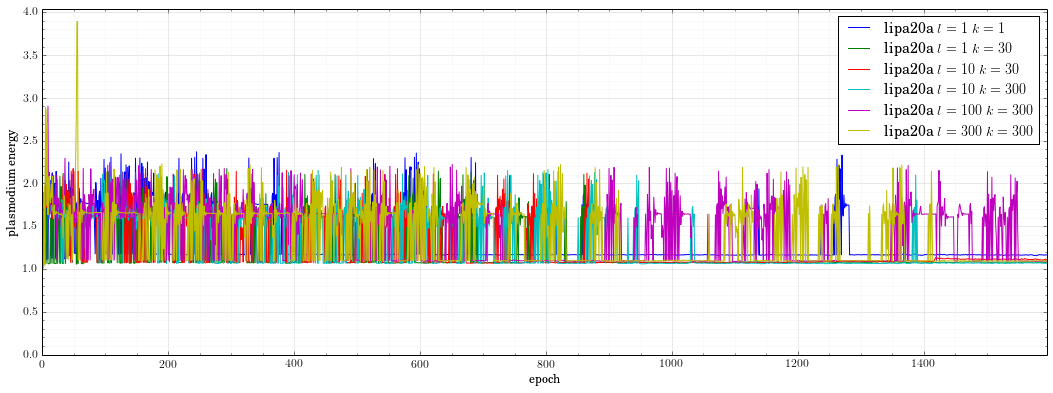 4.0
3.5
3.0
2.5
2.0
1.5
1.0
0.5
0.0
plasmodium energy
0 200 400 600 800 1000 1200 1400
epoch
lipa20a l = 1 k = 1
lipa20a l = 1 k = 30
lipa20a l = 10 k = 30
lipa20a l = 10 k = 300
lipa20a l = 100 k = 300
lipa20a l = 300 k = 300